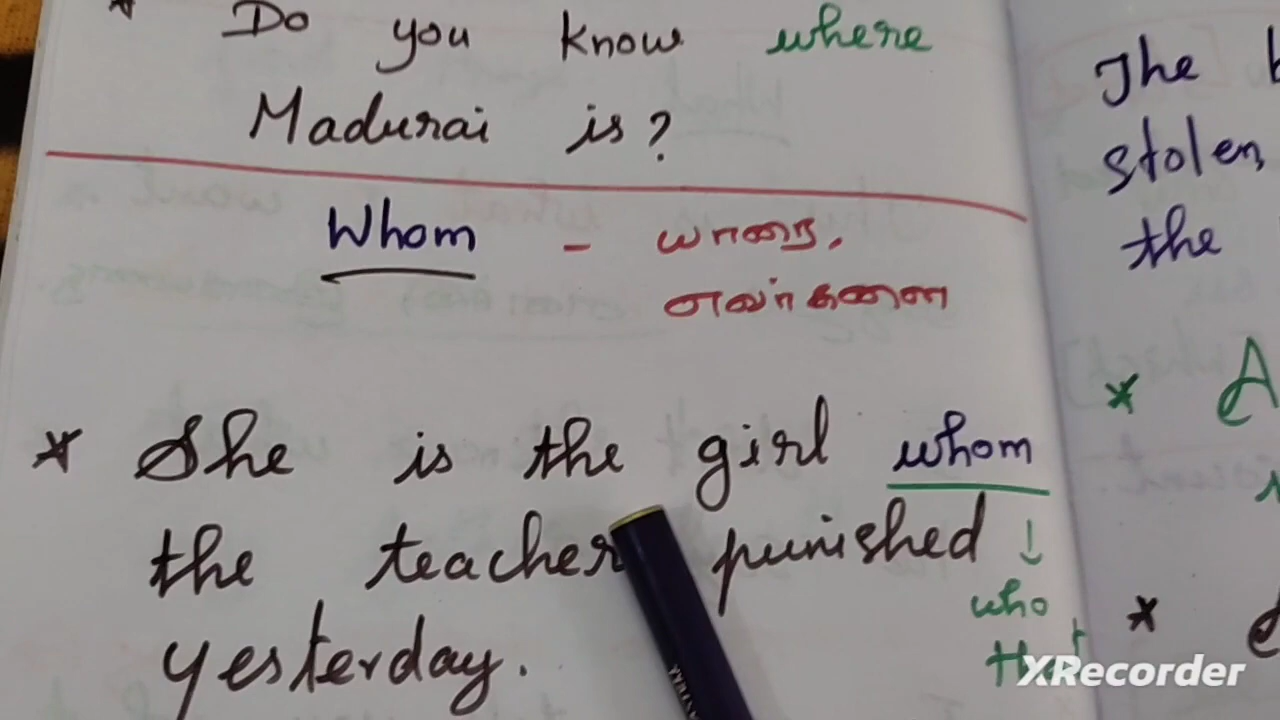 * Do you know where
Madurai is?
Whom - யாரை,
எவர்களை
* She is the girl whom
the teacher punished ↓
yesterday. who
that
The
stolen,
the
* A
*
XRecorder